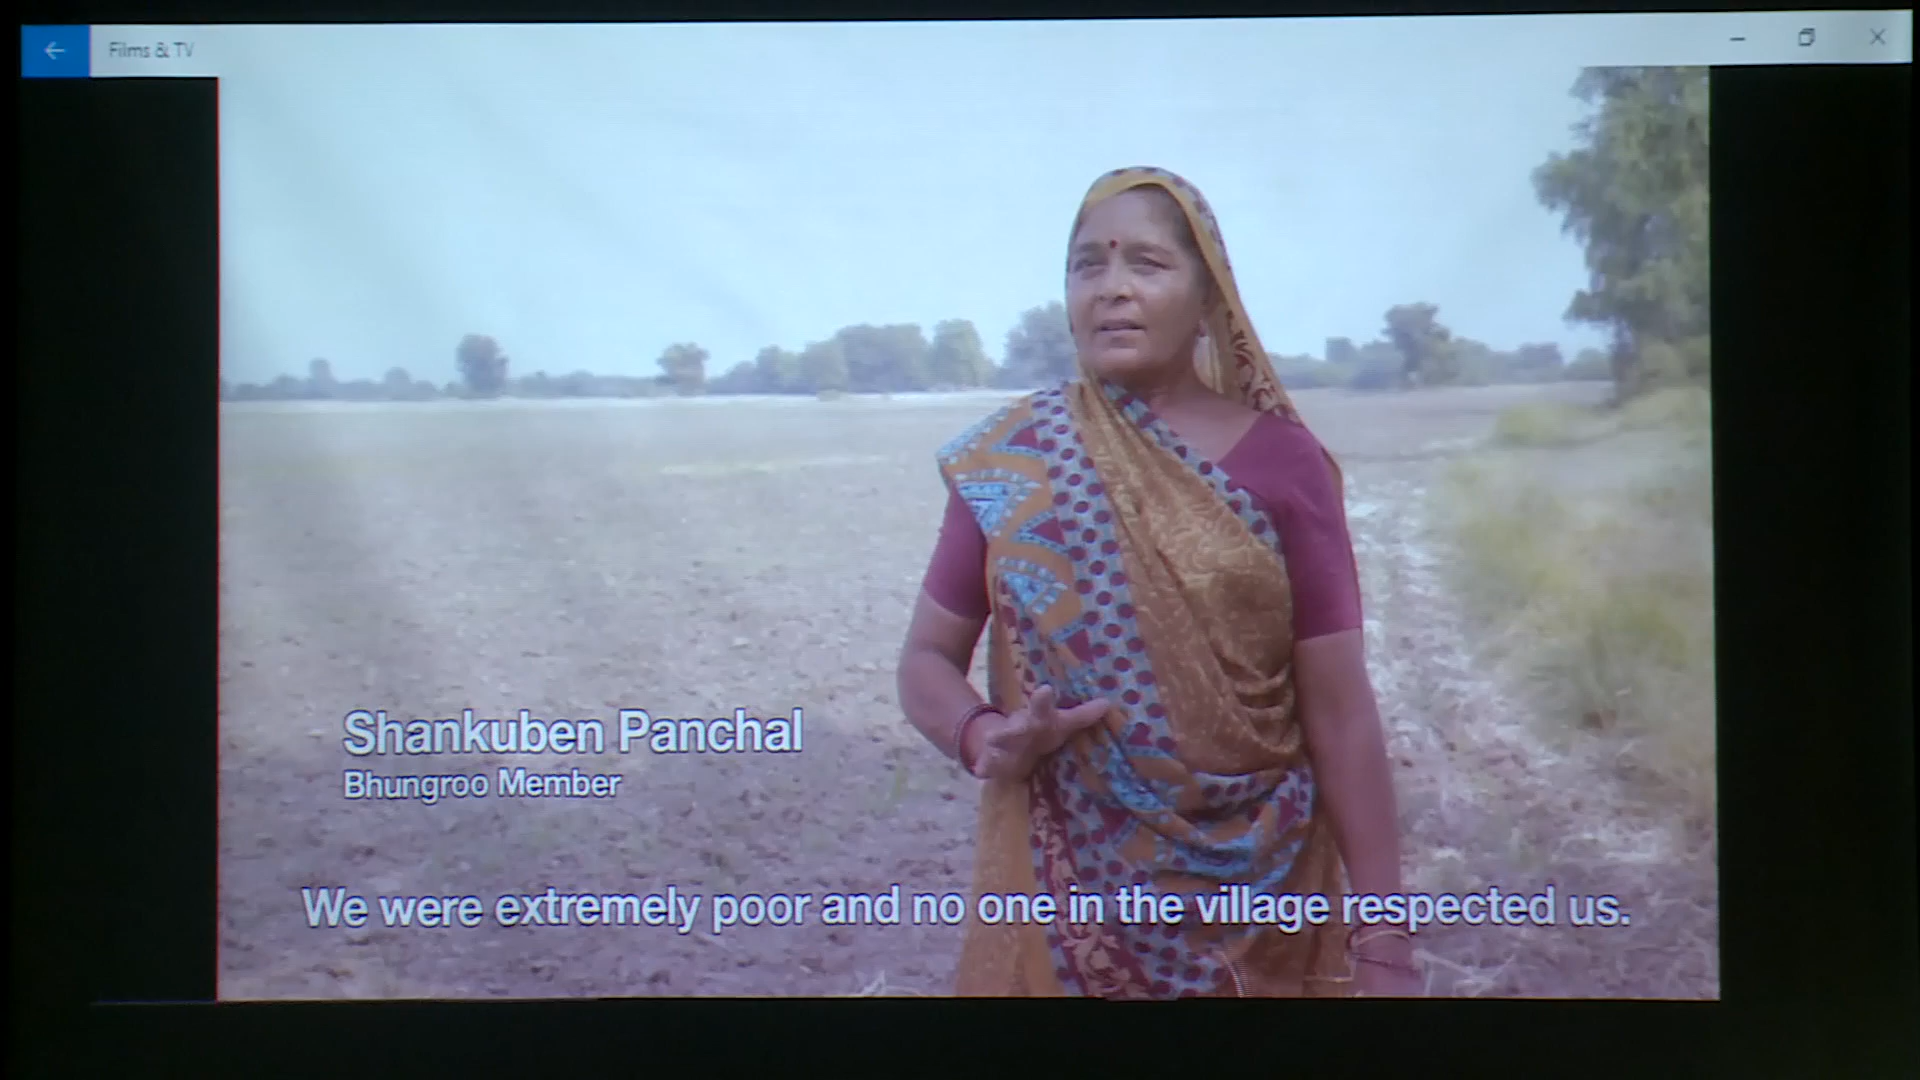 Films & TV
Shankuben Panchal
Bhungroo Member
We were extremely poor and no one in the village respected us.